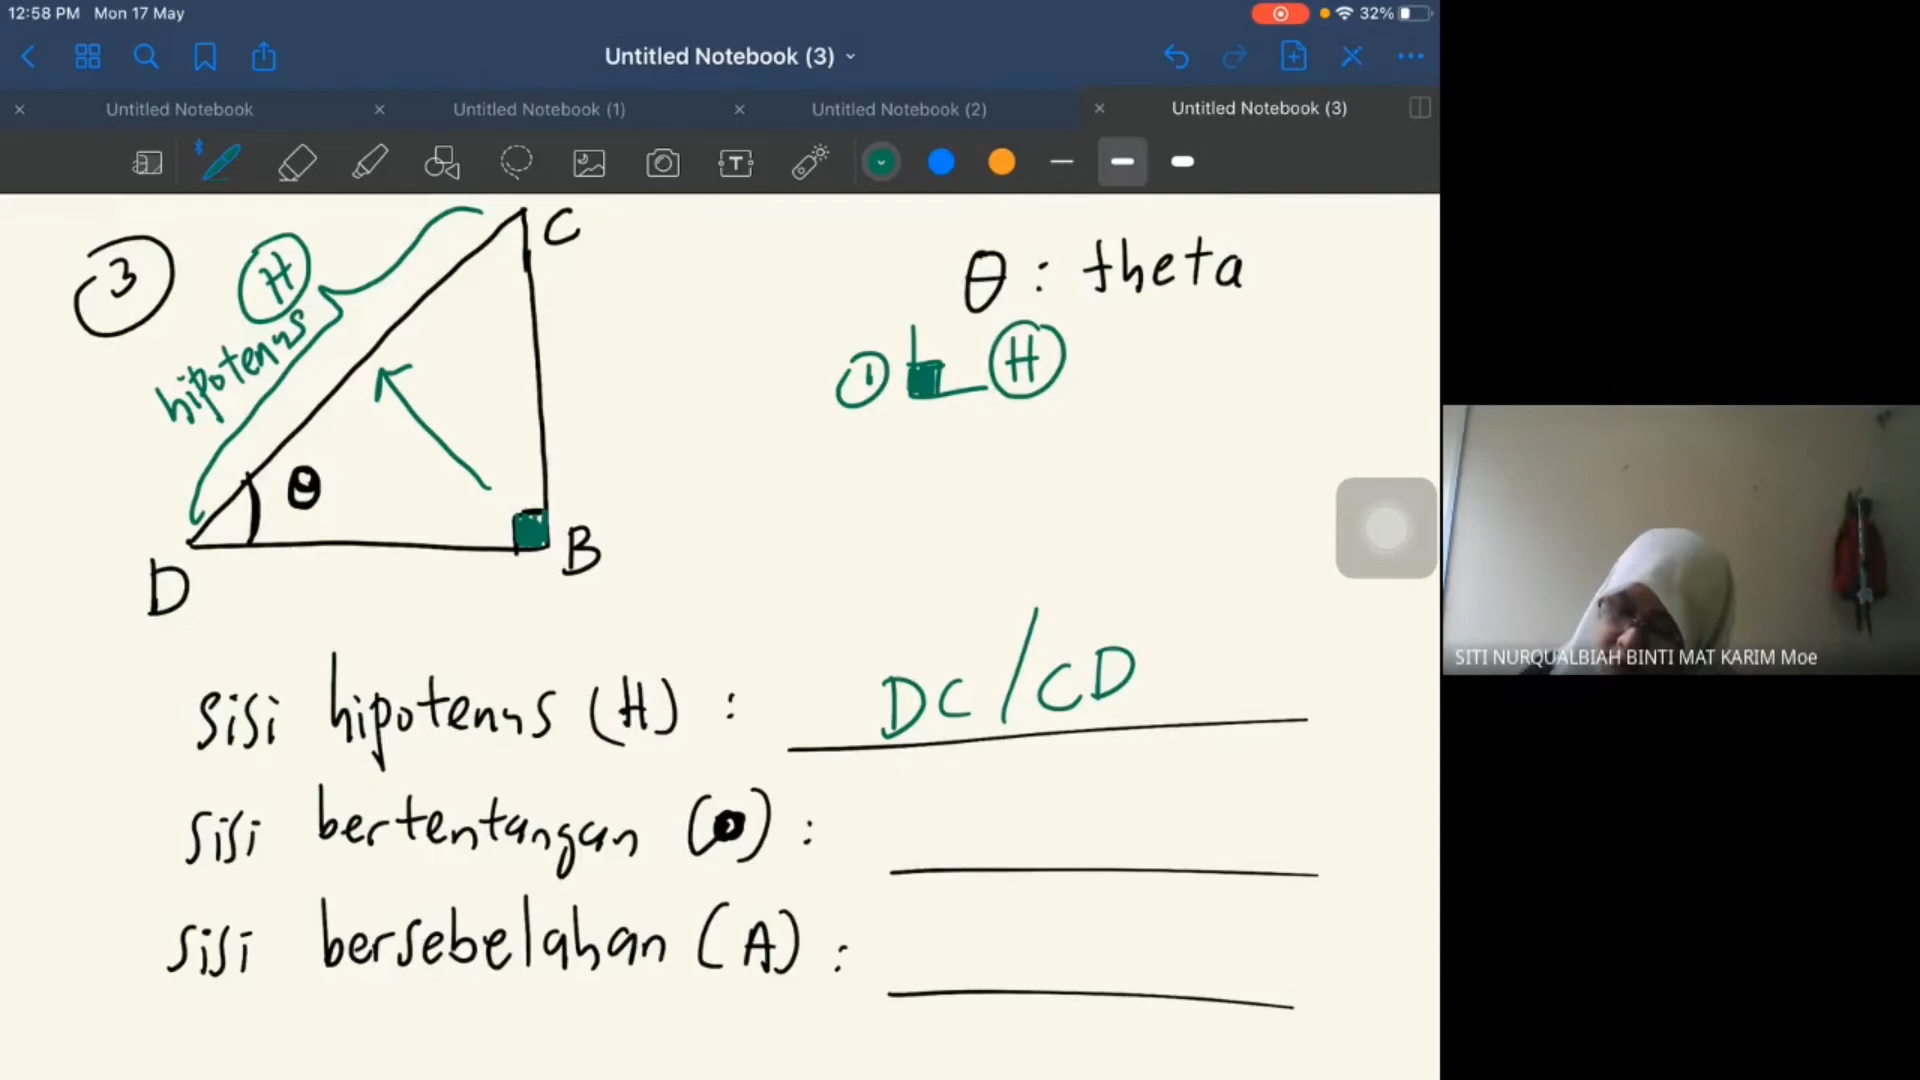 12:58 PM Mon 17 May
32%
Untitled Notebook (3)
Untitled Notebook
Untitled Notebook (1)
Untitled Notebook (2)
Untitled Notebook (3)
T
3
H
hipotenus
C
θ
D
B
θ : theta
1 H
sisi hipotenus (H) : DC/CD
sisi bertentangan (O) :
sisi bersebelahan (A) :
SITI NURQUALBIAH BINTI MAT KARIM Moe